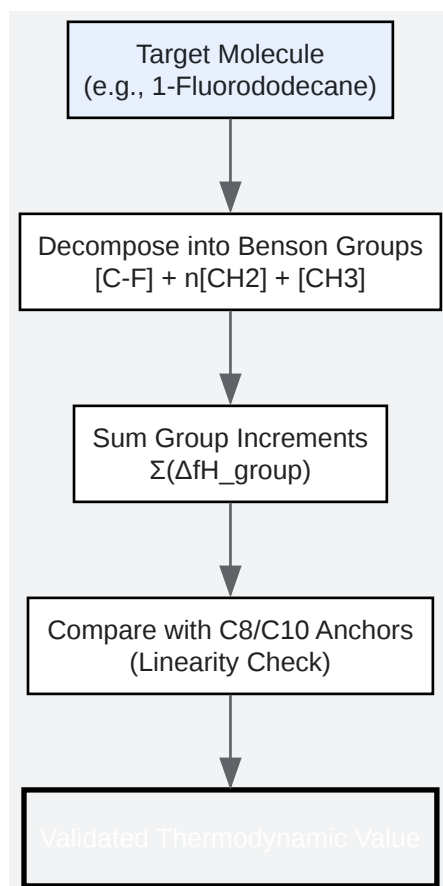 Target Molecule
(e.g., 1-Fluorododecane)
Decompose into Benson Groups
[C-F] + n[CH2] + [CH3]
Sum Group Increments
Σ(ΔfH_group)
Compare with C8/C10 Anchors
(Linearity Check)
Validated Thermodynamic Value